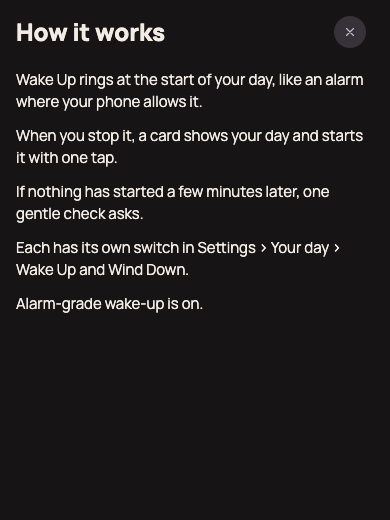 How it works
Wake Up rings at the start of your day, like an alarm
where your phone allows it.
When you stop it, a card shows your day and starts
it with one tap.
If nothing has started a few minutes later, one
gentle check asks.
Each has its own switch in Settings › Your day ›
Wake Up and Wind Down.
Alarm-grade wake-up is on.